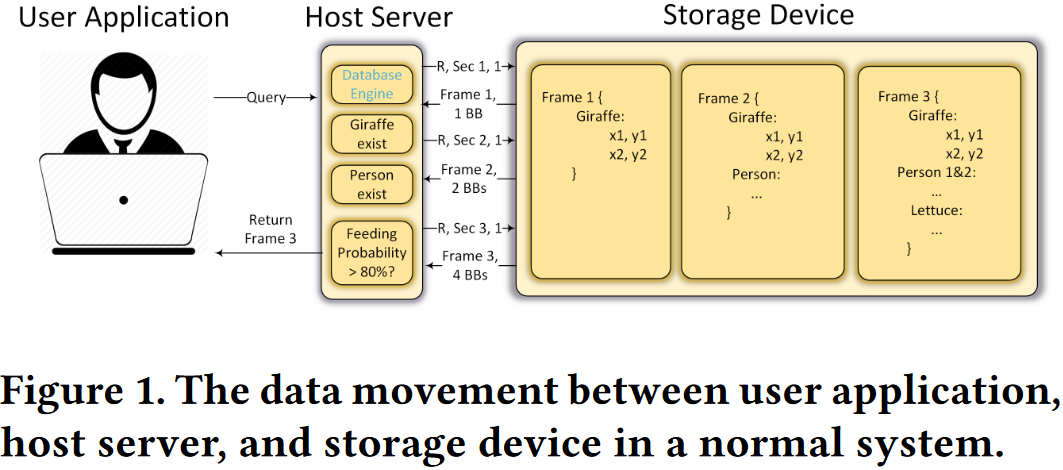 User Application
Host Server
Storage Device
Query
Return
Frame 3
Database
Engine
Giraffe
exist
Person
exist
Feeding
Probability
> 80%?
R, Sec 1, 1
Frame 1,
1 BB
R, Sec 2, 1
Frame 2,
2 BBs
R, Sec 3, 1
Frame 3,
4 BBs
Frame 1 {
Giraffe:
x1, y1
x2, y2
}
Frame 2 {
Giraffe:
x1, y1
x2, y2
Person:
...
}
Frame 3 {
Giraffe:
x1, y1
x2, y2
Person 1&2:
...
Lettuce:
...
}
Figure 1. The data movement between user application,
host server, and storage device in a normal system.